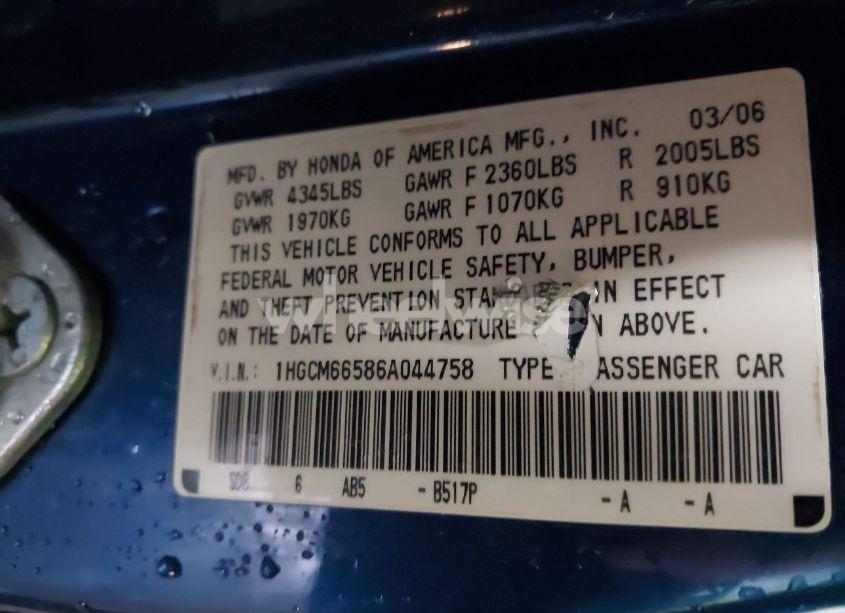 MFD. BY HONDA OF AMERICA MFG., INC. 03/06
GVWR 4345LBS GAWR F 2360LBS R 2005LBS
GVWR 1970KG GAWR F 1070KG R 910KG
THIS VEHICLE CONFORMS TO ALL APPLICABLE
FEDERAL MOTOR VEHICLE SAFETY, BUMPER,
AND THEFT PREVENTION IN EFFECT
ON THE DATE OF MANUFACTURE ABOVE.
V.I.N.: 1HGCM66586A044758 TYPE ASSENGER CAR
SD8 6 AB5 - B517P - A - A
wheelwise